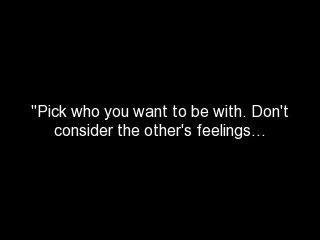 "Pick who you want to be with. Don't
consider the other's feelings…